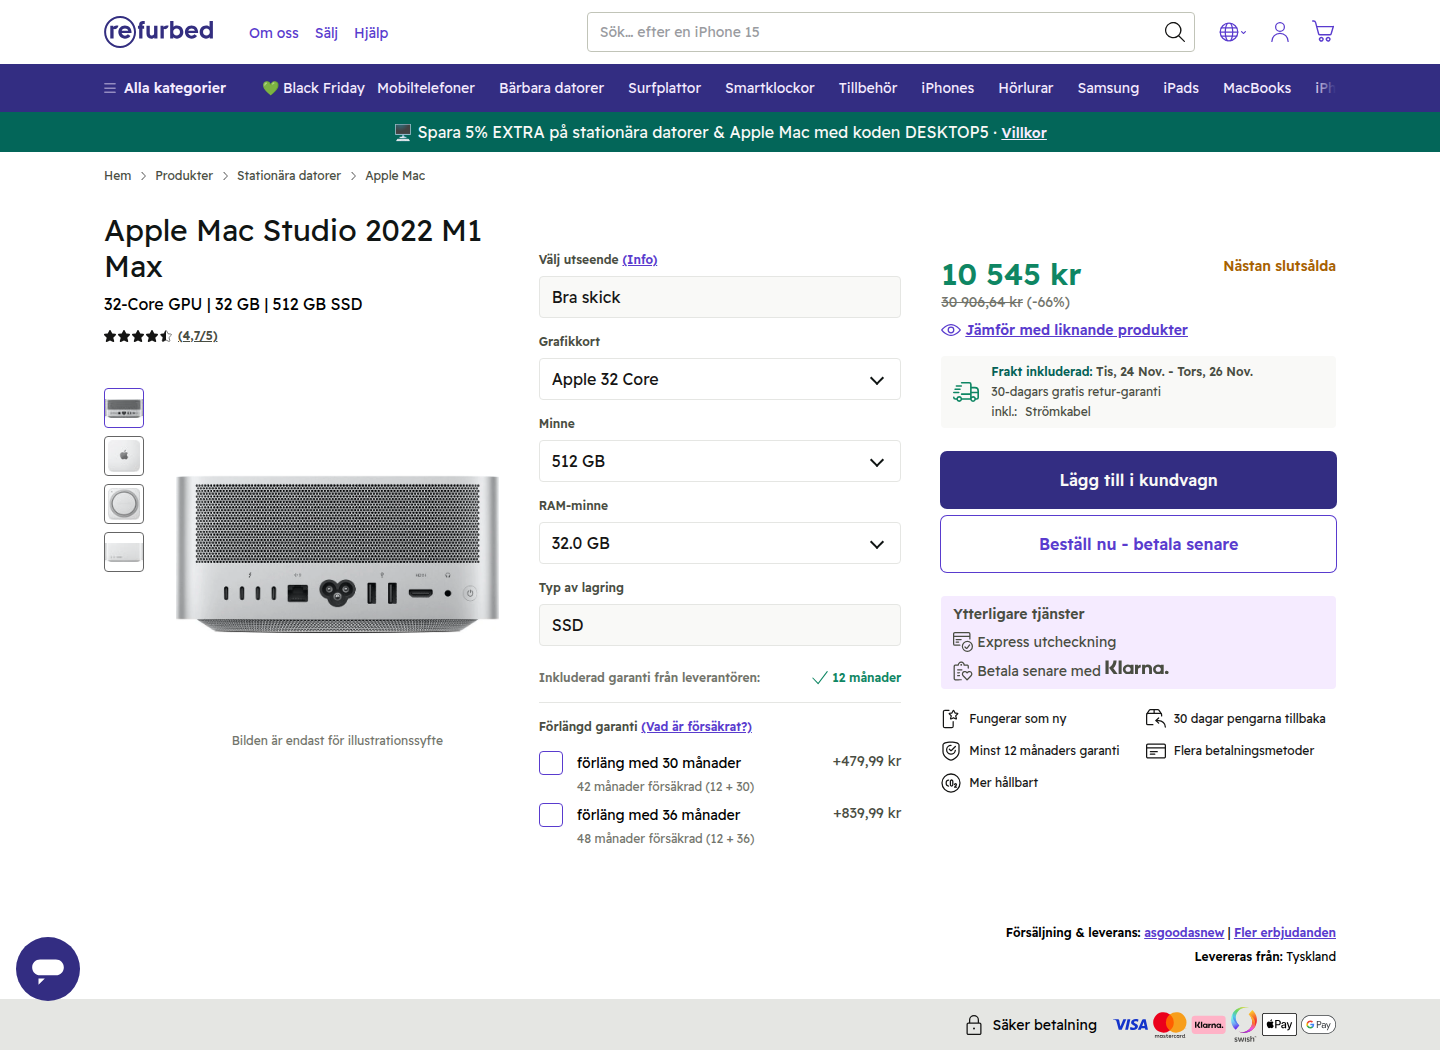 refurbed
Om oss
Sälj
Hjälp
Sök... efter en iPhone 15
Alla kategorier
💚 Black Friday
Mobiltelefoner
Bärbara datorer
Surfplattor
Smartklockor
Tillbehör
iPhones
Hörlurar
Samsung
iPads
MacBooks
iPh
🖥️ Spara 5% EXTRA på stationära datorer & Apple Mac med koden DESKTOP5 · Villkor
Hem > Produkter > Stationära datorer > Apple Mac
Apple Mac Studio 2022 M1
Max
32-Core GPU | 32 GB | 512 GB SSD
(4,7/5)
Bilden är endast för illustrationssyfte
Välj utseende (Info)
Bra skick
Grafikkort
Apple 32 Core
Minne
512 GB
RAM-minne
32.0 GB
Typ av lagring
SSD
Inkluderad garanti från leverantören:
12 månader
Förlängd garanti (Vad är försäkrat?)
förläng med 30 månader
+479,99 kr
42 månader försäkrad (12 + 30)
förläng med 36 månader
+839,99 kr
48 månader försäkrad (12 + 36)
10 545 kr
Nästan slutsålda
30 906,64 kr (-66%)
Jämför med liknande produkter
Frakt inkluderad: Tis, 24 Nov. - Tors, 26 Nov.
30-dagars gratis retur-garanti
inkl.: Strömkabel
Lägg till i kundvagn
Beställ nu - betala senare
Ytterligare tjänster
Express utcheckning
Betala senare med Klarna.
Fungerar som ny
30 dagar pengarna tillbaka
Minst 12 månaders garanti
Flera betalningsmetoder
Mer hållbart
Försäljning & leverans: asgoodasnew | Fler erbjudanden
Levereras från: Tyskland
Säker betalning
VISA
mastercard
Klarna.
swish
Pay
G Pay